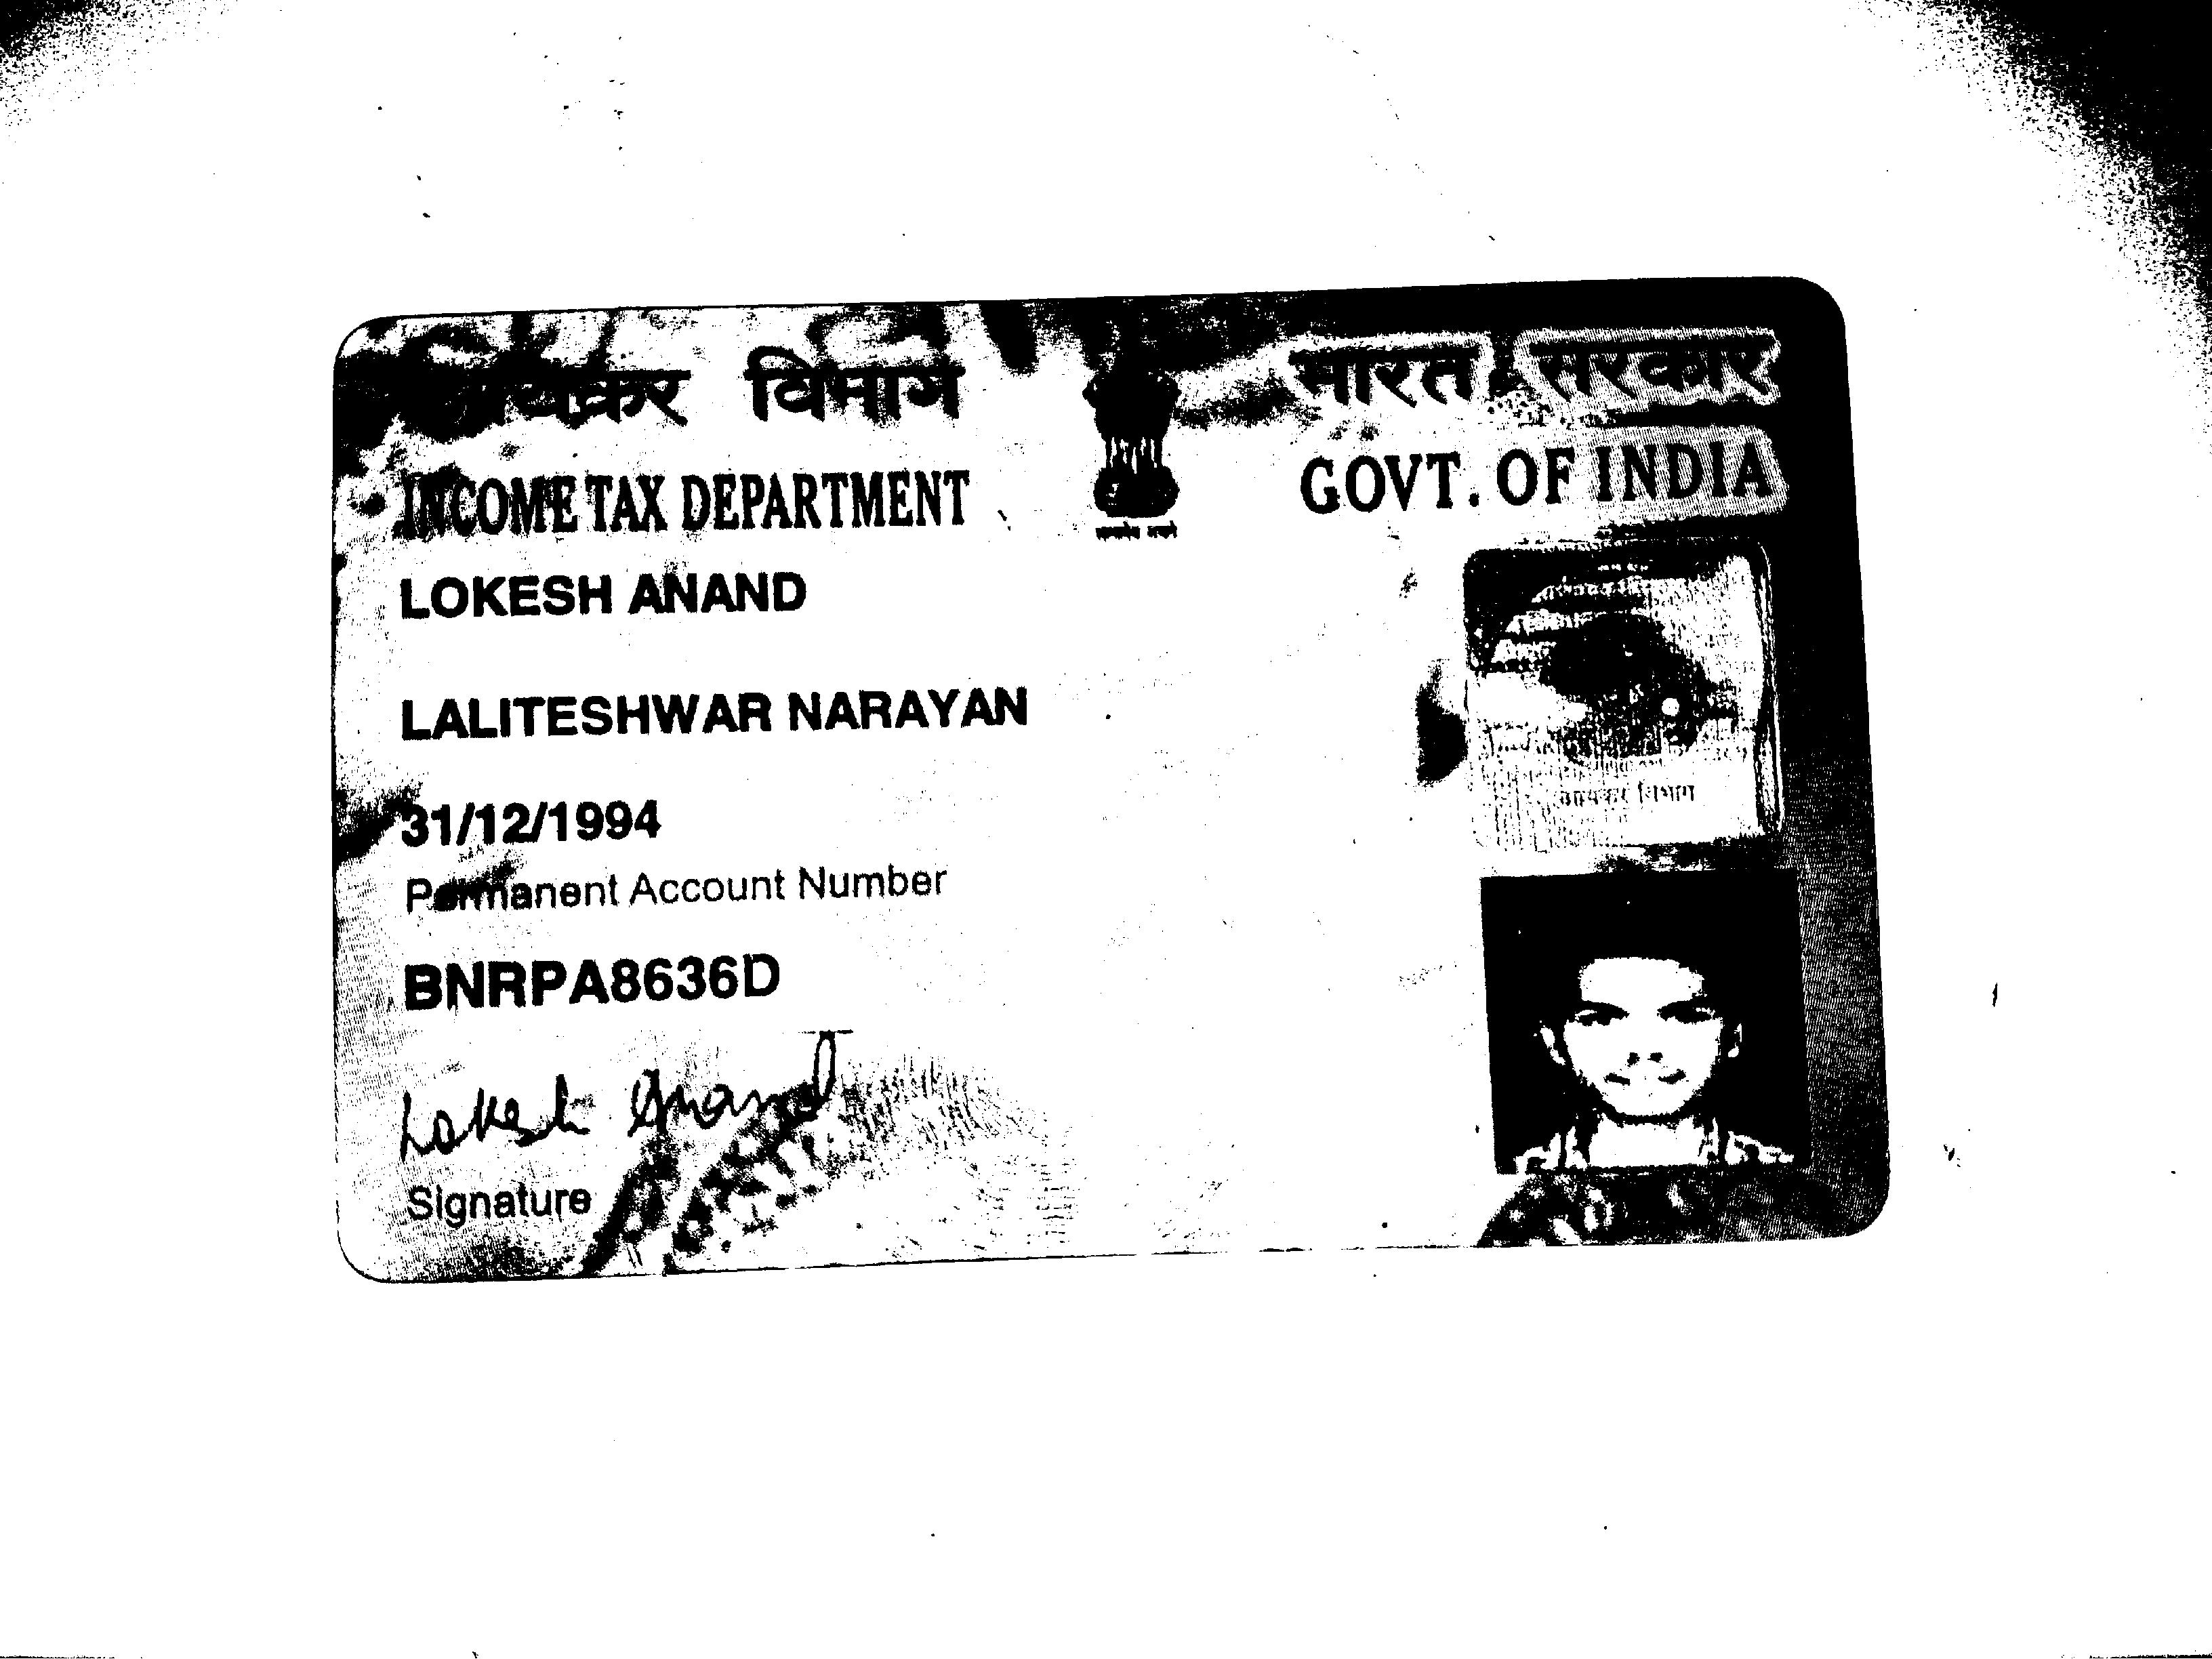 आयकर विभाग
भारत सरकार
INCOME TAX DEPARTMENT
GOVT. OF INDIA
LOKESH ANAND
LALITESHWAR NARAYAN
31/12/1994
Permanent Account Number
BNRPA8636D
Lokesh Anand
Signature
आयकर विभाग